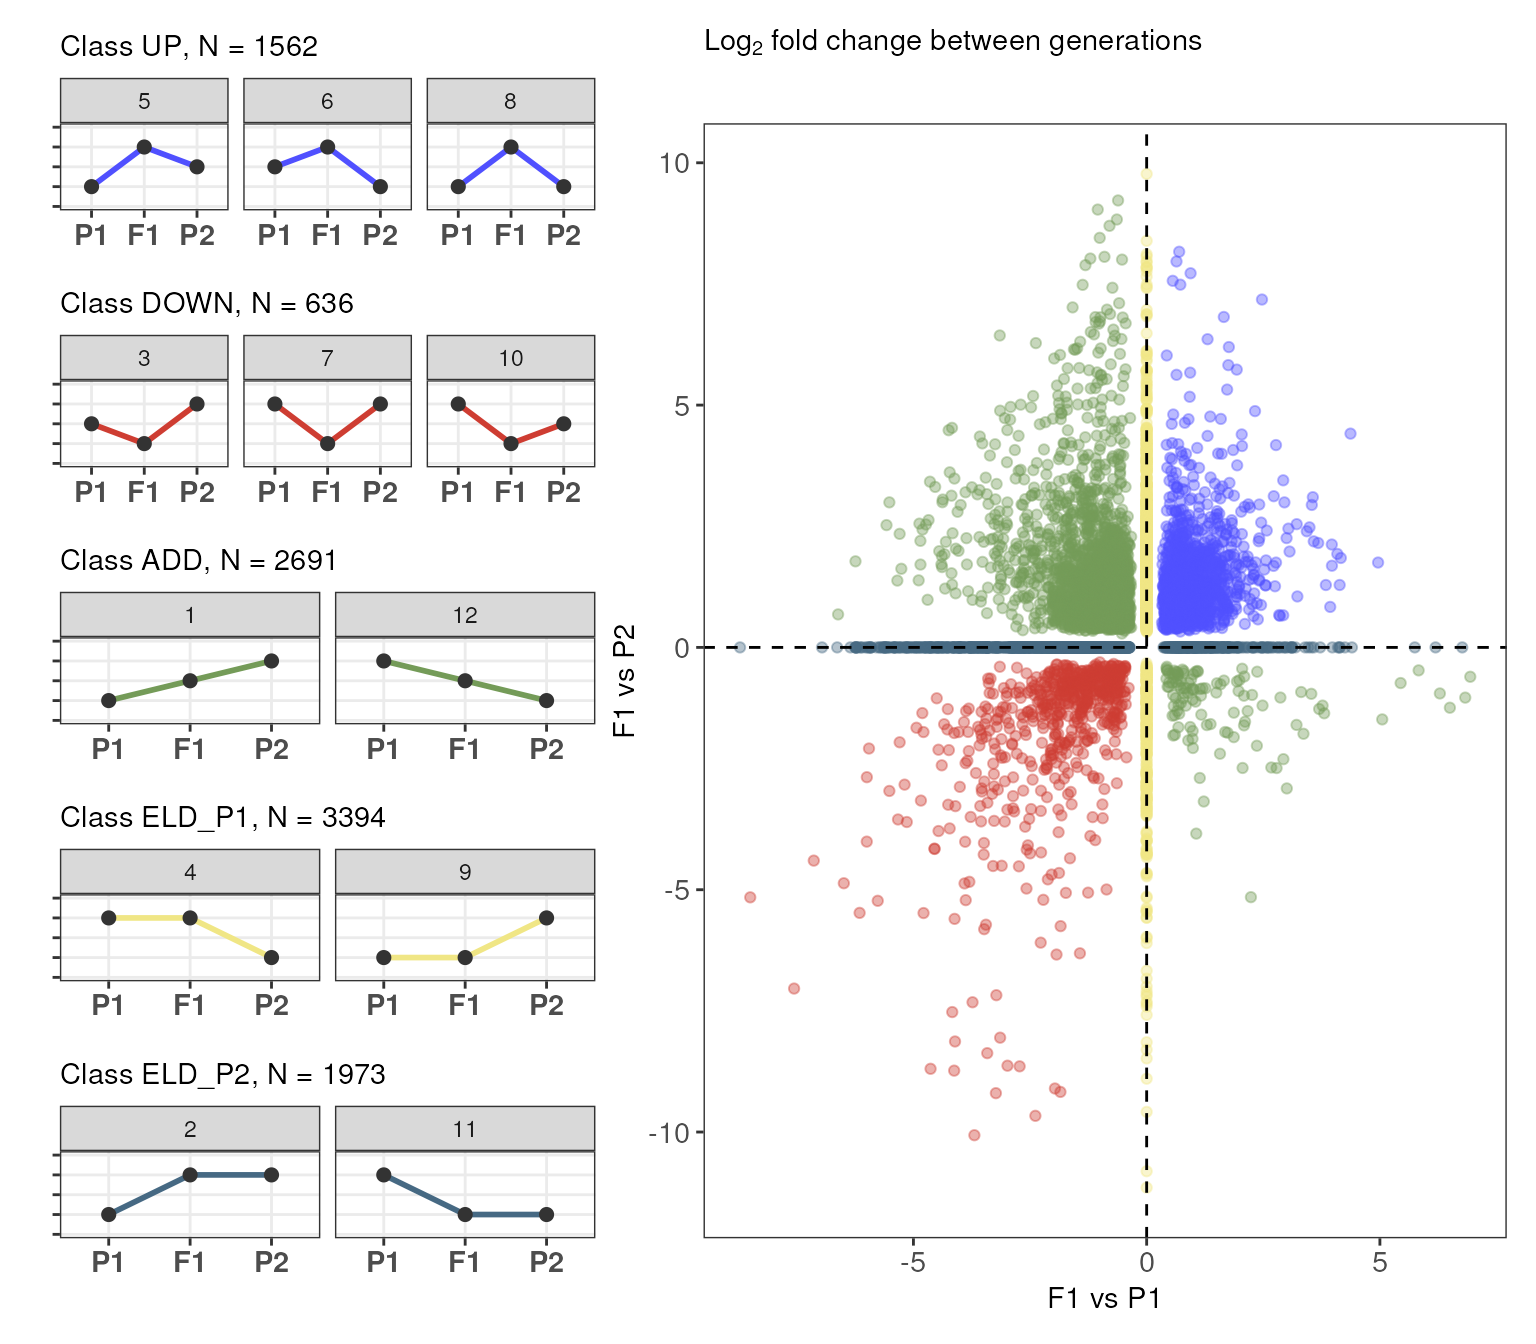 Class UP, N = 1562
5 6 8
P1 F1 P2 P1 F1 P2 P1 F1 P2
Class DOWN, N = 636
3 7 10
P1 F1 P2 P1 F1 P2 P1 F1 P2
Class ADD, N = 2691
1 12
P1 F1 P2 P1 F1 P2
Class ELD_P1, N = 3394
4 9
P1 F1 P2 P1 F1 P2
Class ELD_P2, N = 1973
2 11
P1 F1 P2 P1 F1 P2
Log₂ fold change between generations
F1 vs P2
10
5
0
-5
-10
-5 0 5
F1 vs P1